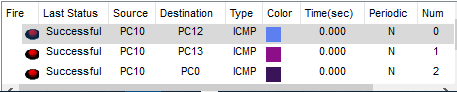 Fire Last Status Source Destination Type Color Time(sec) Periodic Num
Successful PC10 PC12 ICMP 0.000 N 0
Successful PC10 PC13 ICMP 0.000 N 1
Successful PC10 PC0 ICMP 0.000 N 2